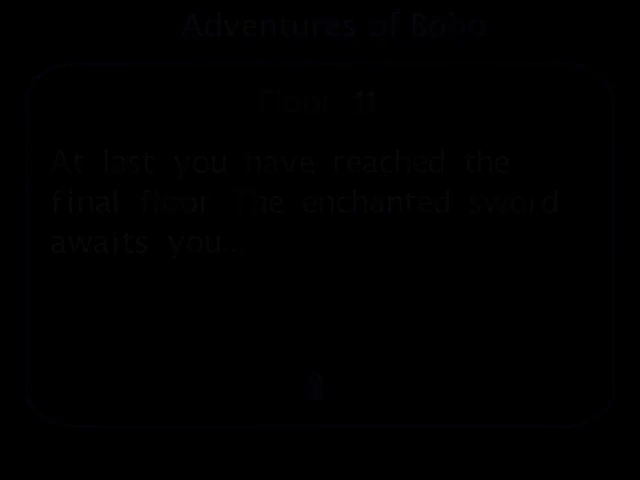 Adventures of Bobo
Floor 11
At last you have reached the
final floor. The enchanted sword
awaits you...